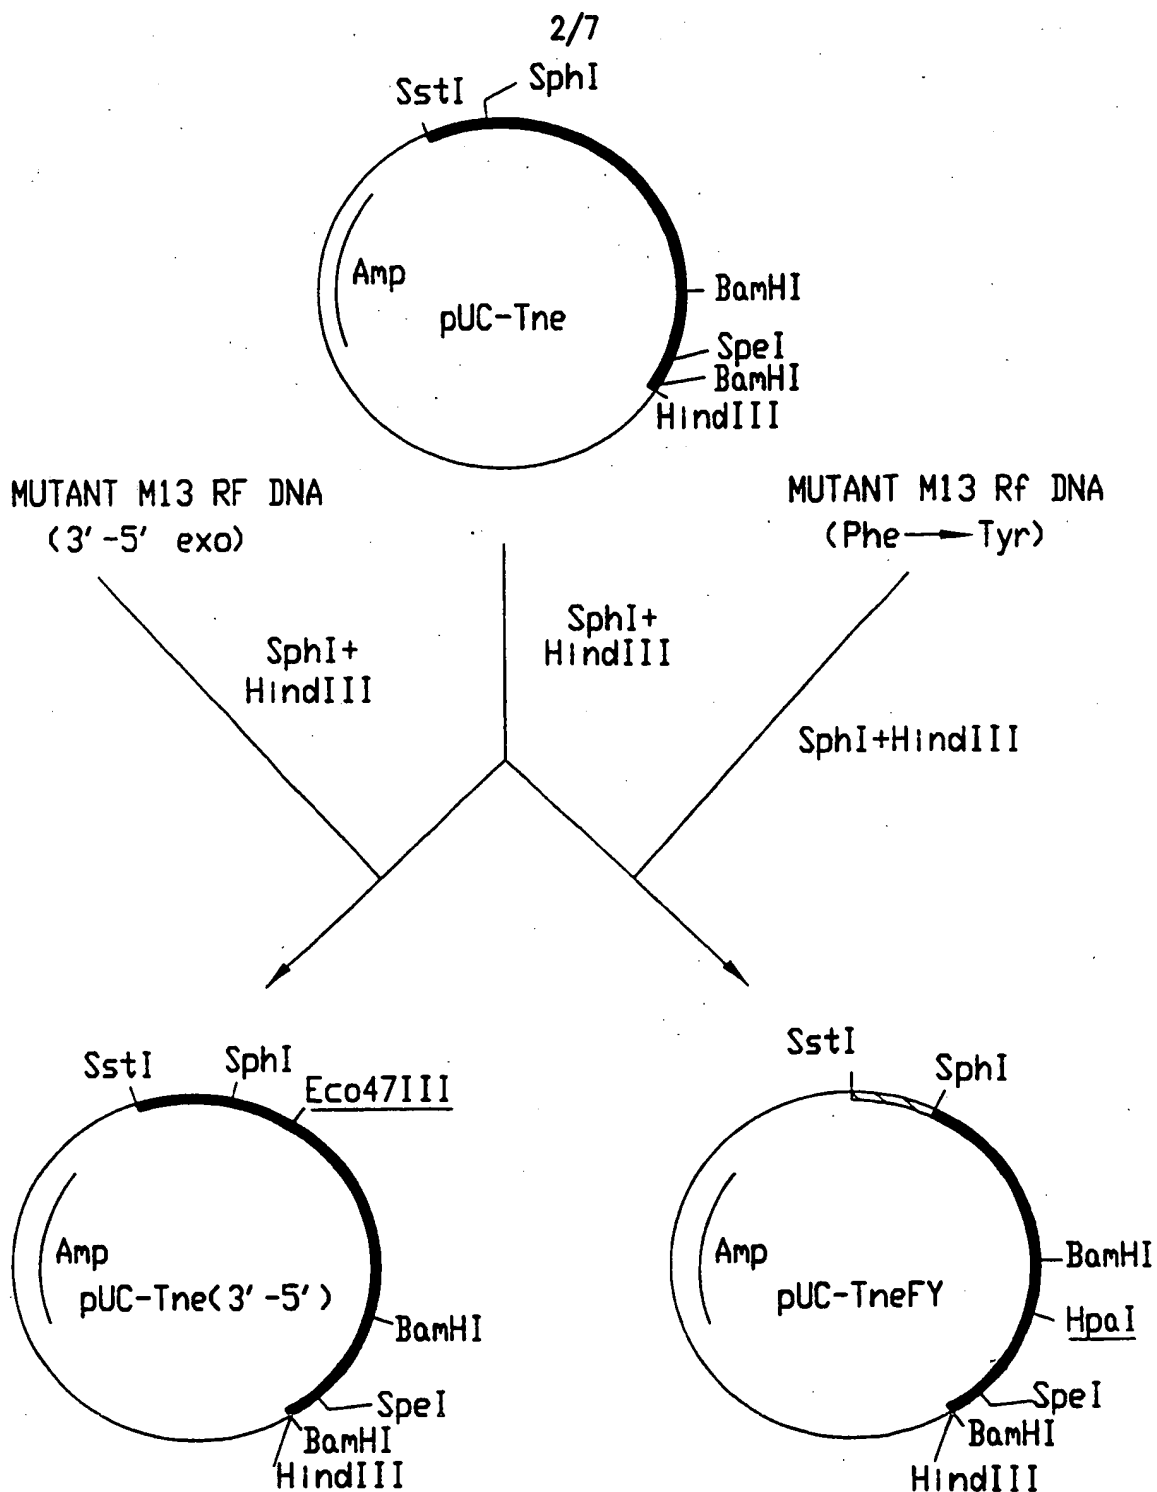 2/7
SstI
SphI
Amp
pUC-Tne
BamHI
SpeI
BamHI
HindIII
MUTANT M13 RF DNA
(3'-5' exo)
MUTANT M13 Rf DNA
(Phe → Tyr)
SphI+
HindIII
SphI+
HindIII
SphI+HindIII
SstI
SphI
Eco47III
Amp
pUC-Tne(3'-5')
BamHI
SpeI
BamHI
HindIII
SstI
SphI
Amp
pUC-TneFY
BamHI
HpaI
SpeI
BamHI
HindIII